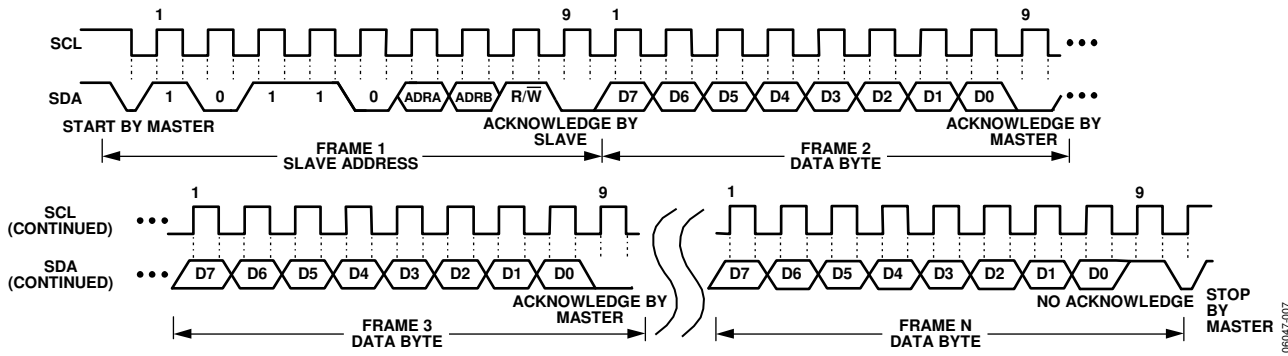 1 9 1 9
SCL
SDA 1 0 1 1 0 ADRA ADRB R/W̅ D7 D6 D5 D4 D3 D2 D1 D0
START BY MASTER
ACKNOWLEDGE BY
SLAVE
ACKNOWLEDGE BY
MASTER
FRAME 1
SLAVE ADDRESS
FRAME 2
DATA BYTE
1 9 1 9
SCL
(CONTINUED)
SDA
(CONTINUED)
D7 D6 D5 D4 D3 D2 D1 D0 D7 D6 D5 D4 D3 D2 D1 D0
ACKNOWLEDGE BY
MASTER
NO ACKNOWLEDGE
STOP
BY
MASTER
FRAME 3
DATA BYTE
FRAME N
DATA BYTE
06047-007